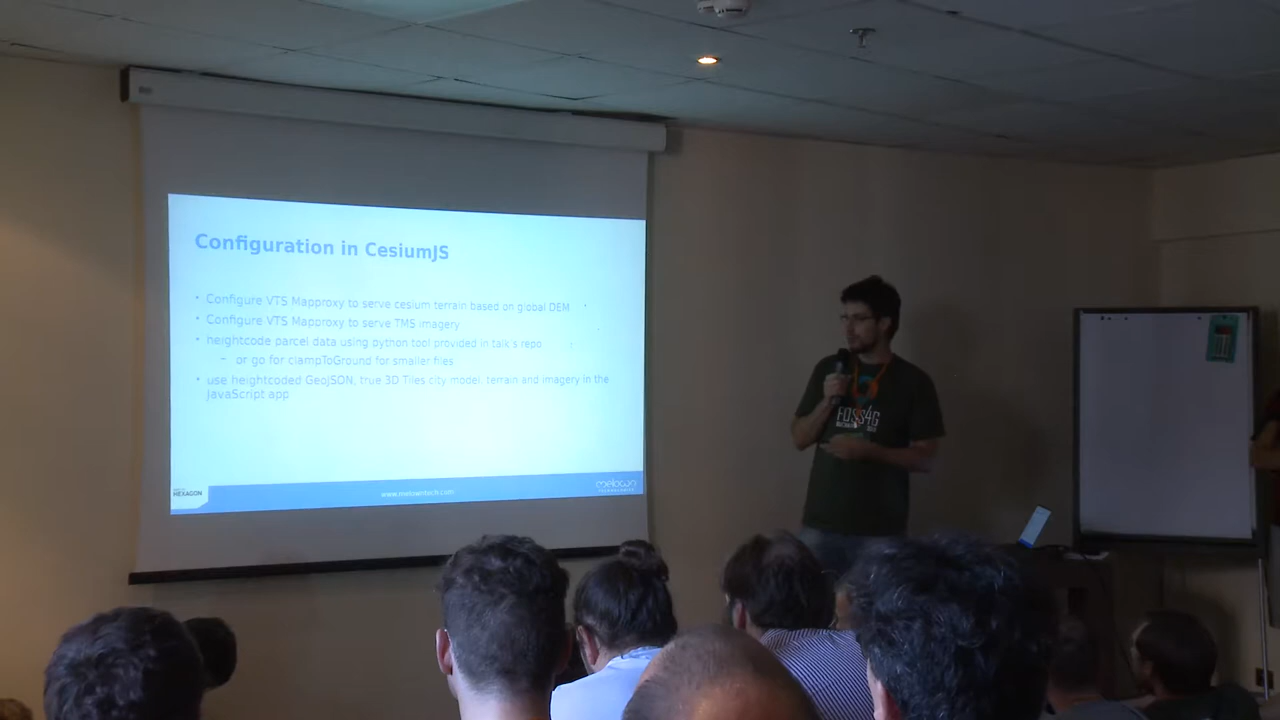 Configuration in CesiumJS
• Configure VTS Mapproxy to serve cesium terrain based on global DEM
• Configure VTS Mapproxy to serve TMS imagery
• heightcode parcel data using python tool provided in talk's repo
– or go for clampToGround for smaller files
• use heightcoded GeoJSON, true 3D Tiles city model, terrain and imagery in the
JavaScript app
HEXAGON
www.melowntech.com
melown
FOSS4G